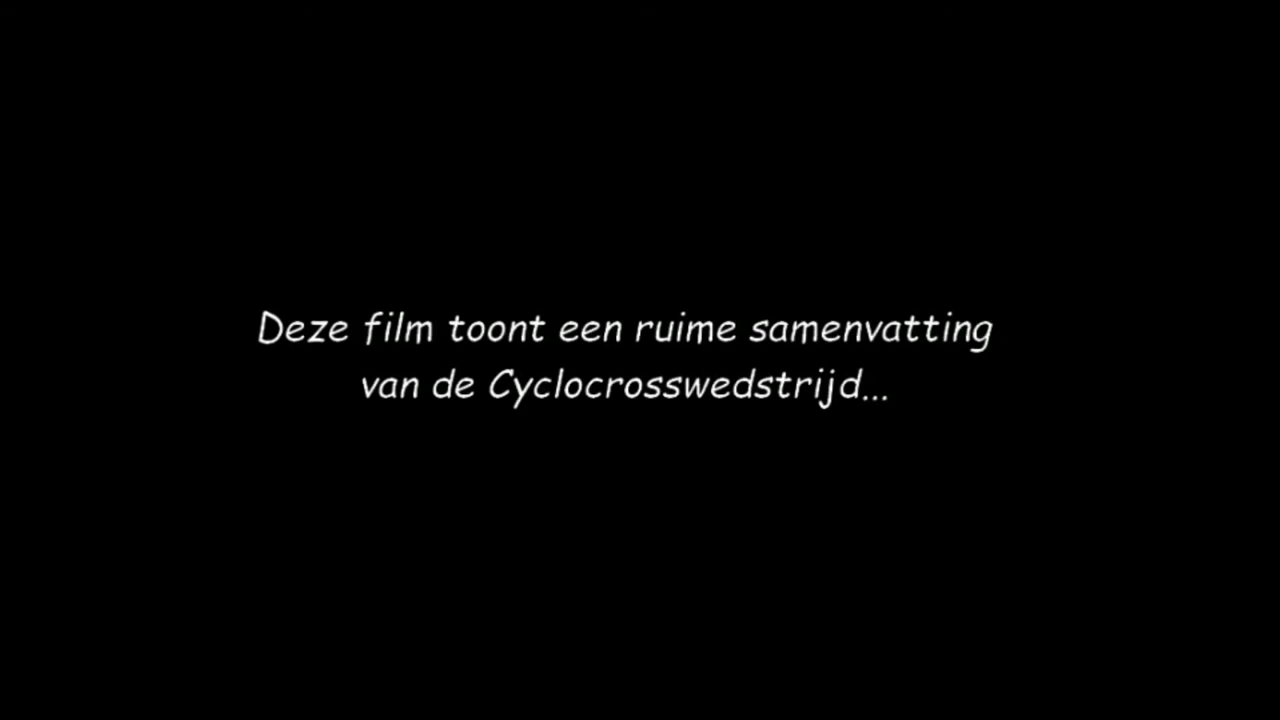 Deze film toont een ruime samenvatting
van de Cyclocrosswedstrijd...